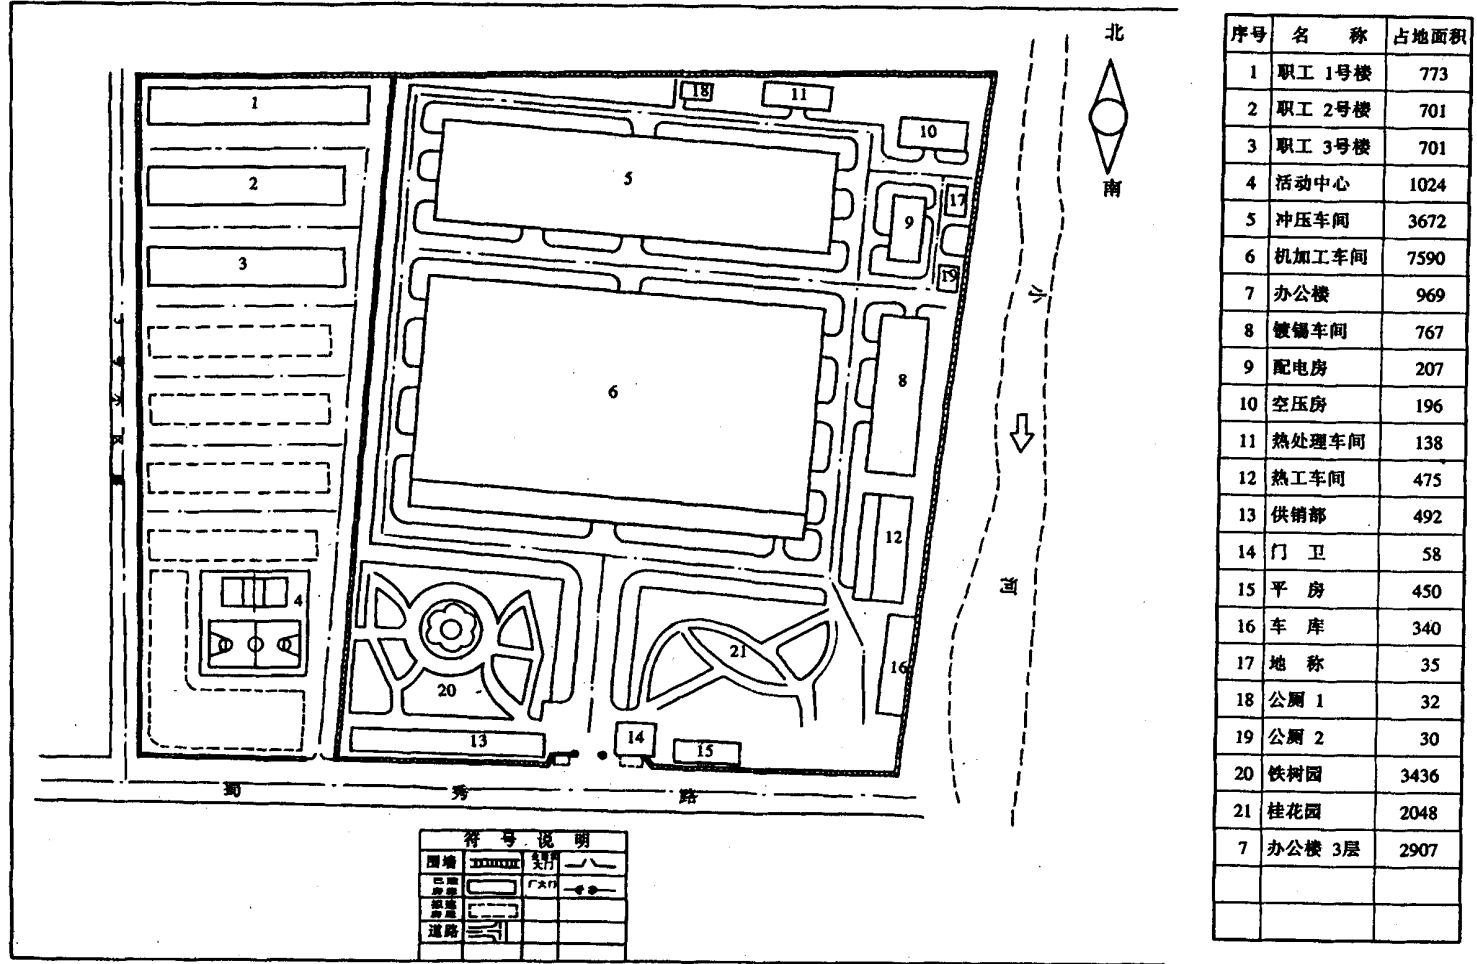 北
南
1
2
3
4
5
6
8
9
10
11
12
13
14
15
16
17
18
19
20
21
小
河
蜀 秀 路
符 号 说 明
围墙
大门
厂大门
道路
序号 名 称 占地面积
1 职工 1号楼 773
2 职工 2号楼 701
3 职工 3号楼 701
4 活动中心 1024
5 冲压车间 3672
6 机加工车间 7590
7 办公楼 969
8 镀锡车间 767
9 配电房 207
10 空压房 196
11 热处理车间 138
12 热工车间 475
13 供销部 492
14 门 卫 58
15 平 房 450
16 车 库 340
17 地 称 35
18 公厕 1 32
19 公厕 2 30
20 铁树园 3436
21 桂花园 2048
7 办公楼 3层 2907